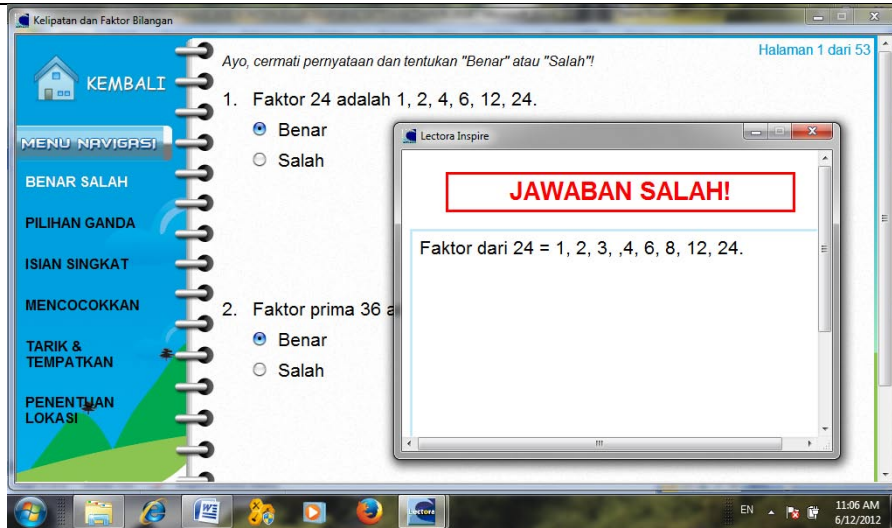 Kelipatan dan Faktor Bilangan
Halaman 1 dari 53
KEMBALI
MENU NAVIGASI
BENAR SALAH
PILIHAN GANDA
ISIAN SINGKAT
MENCOCOKKAN
TARIK &
TEMPATKAN
PENENTUAN
LOKASI
Ayo, cermati pernyataan dan tentukan "Benar" atau "Salah"!
1. Faktor 24 adalah 1, 2, 4, 6, 12, 24.
Benar
Salah
2. Faktor prima 36 a
Benar
Salah
Lectora Inspire
JAWABAN SALAH!
Faktor dari 24 = 1, 2, 3, ,4, 6, 8, 12, 24.
Lectora
EN
11:06 AM
6/12/2012